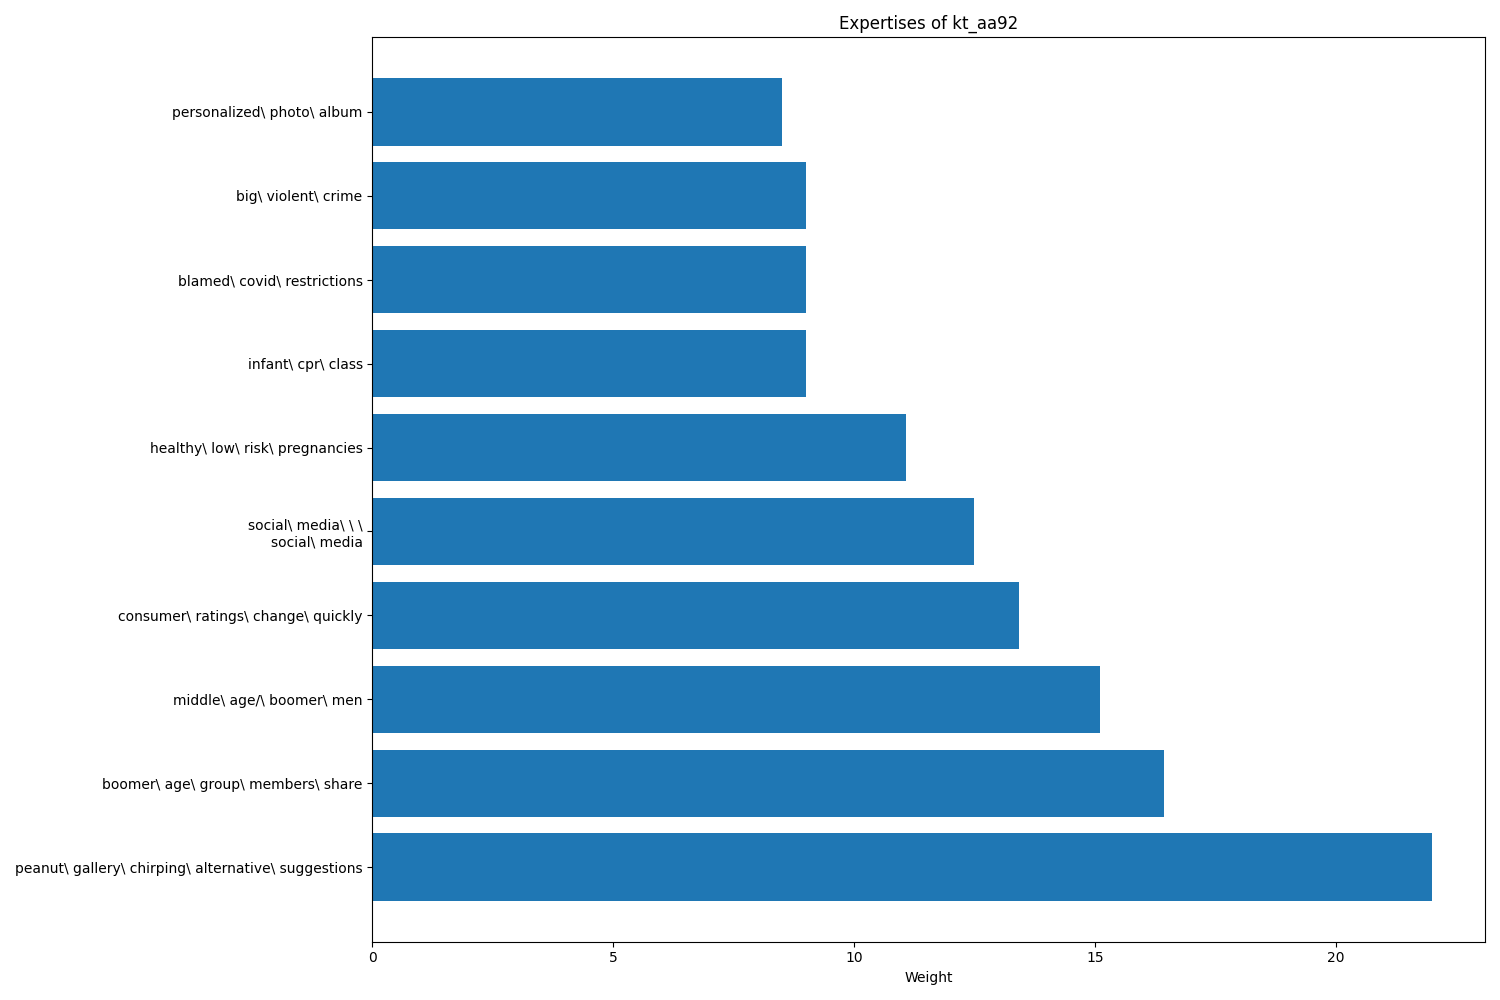 Expertises of kt_aa92
personalized\ photo\ album
big\ violent\ crime
blamed\ covid\ restrictions
infant\ cpr\ class
healthy\ low\ risk\ pregnancies
social\ media\ \ \
social\ media
consumer\ ratings\ change\ quickly
middle\ age/\ boomer\ men
boomer\ age\ group\ members\ share
peanut\ gallery\ chirping\ alternative\ suggestions
0 5 10 15 20
Weight